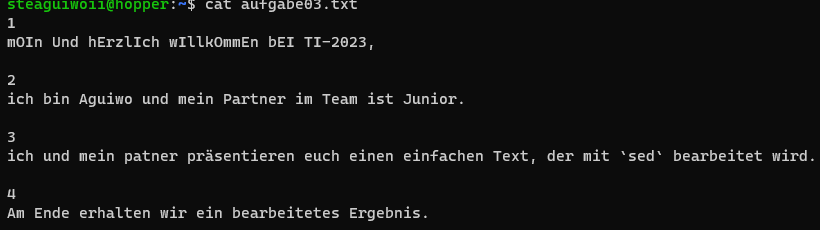 steaguiwoii@hopper:~$ cat aufgabe03.txt
1
mOIn Und hErzlIch wIllkOmmEn bEI TI-2023,
2
ich bin Aguiwo und mein Partner im Team ist Junior.
3
ich und mein patner präsentieren euch einen einfachen Text, der mit `sed` bearbeitet wird.
4
Am Ende erhalten wir ein bearbeitetes Ergebnis.